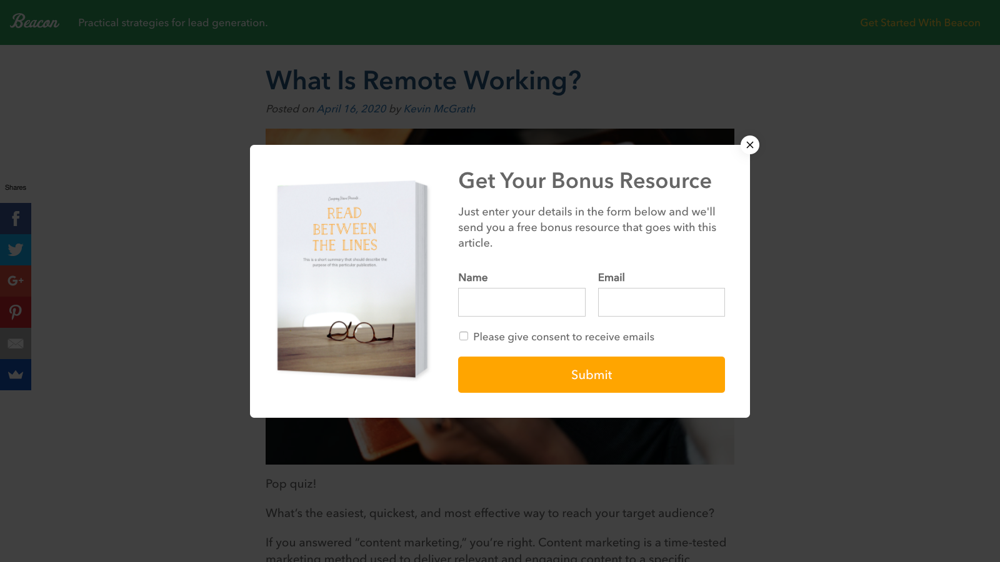 Beacon
Practical strategies for lead generation.
Get Started With Beacon
What Is Remote Working?
Posted on April 16, 2020 by Kevin McGrath
Shares
READ
BETWEEN
THE LINES
This is a short summary that should describe the
purpose of this particular publication.
Get Your Bonus Resource
Just enter your details in the form below and we'll
send you a free bonus resource that goes with this
article.
Name
Email
Please give consent to receive emails
Submit
Pop quiz!
What’s the easiest, quickest, and most effective way to reach your target audience?
If you answered “content marketing,” you’re right. Content marketing is a time-tested
marketing method used to deliver relevant and engaging content to a specific